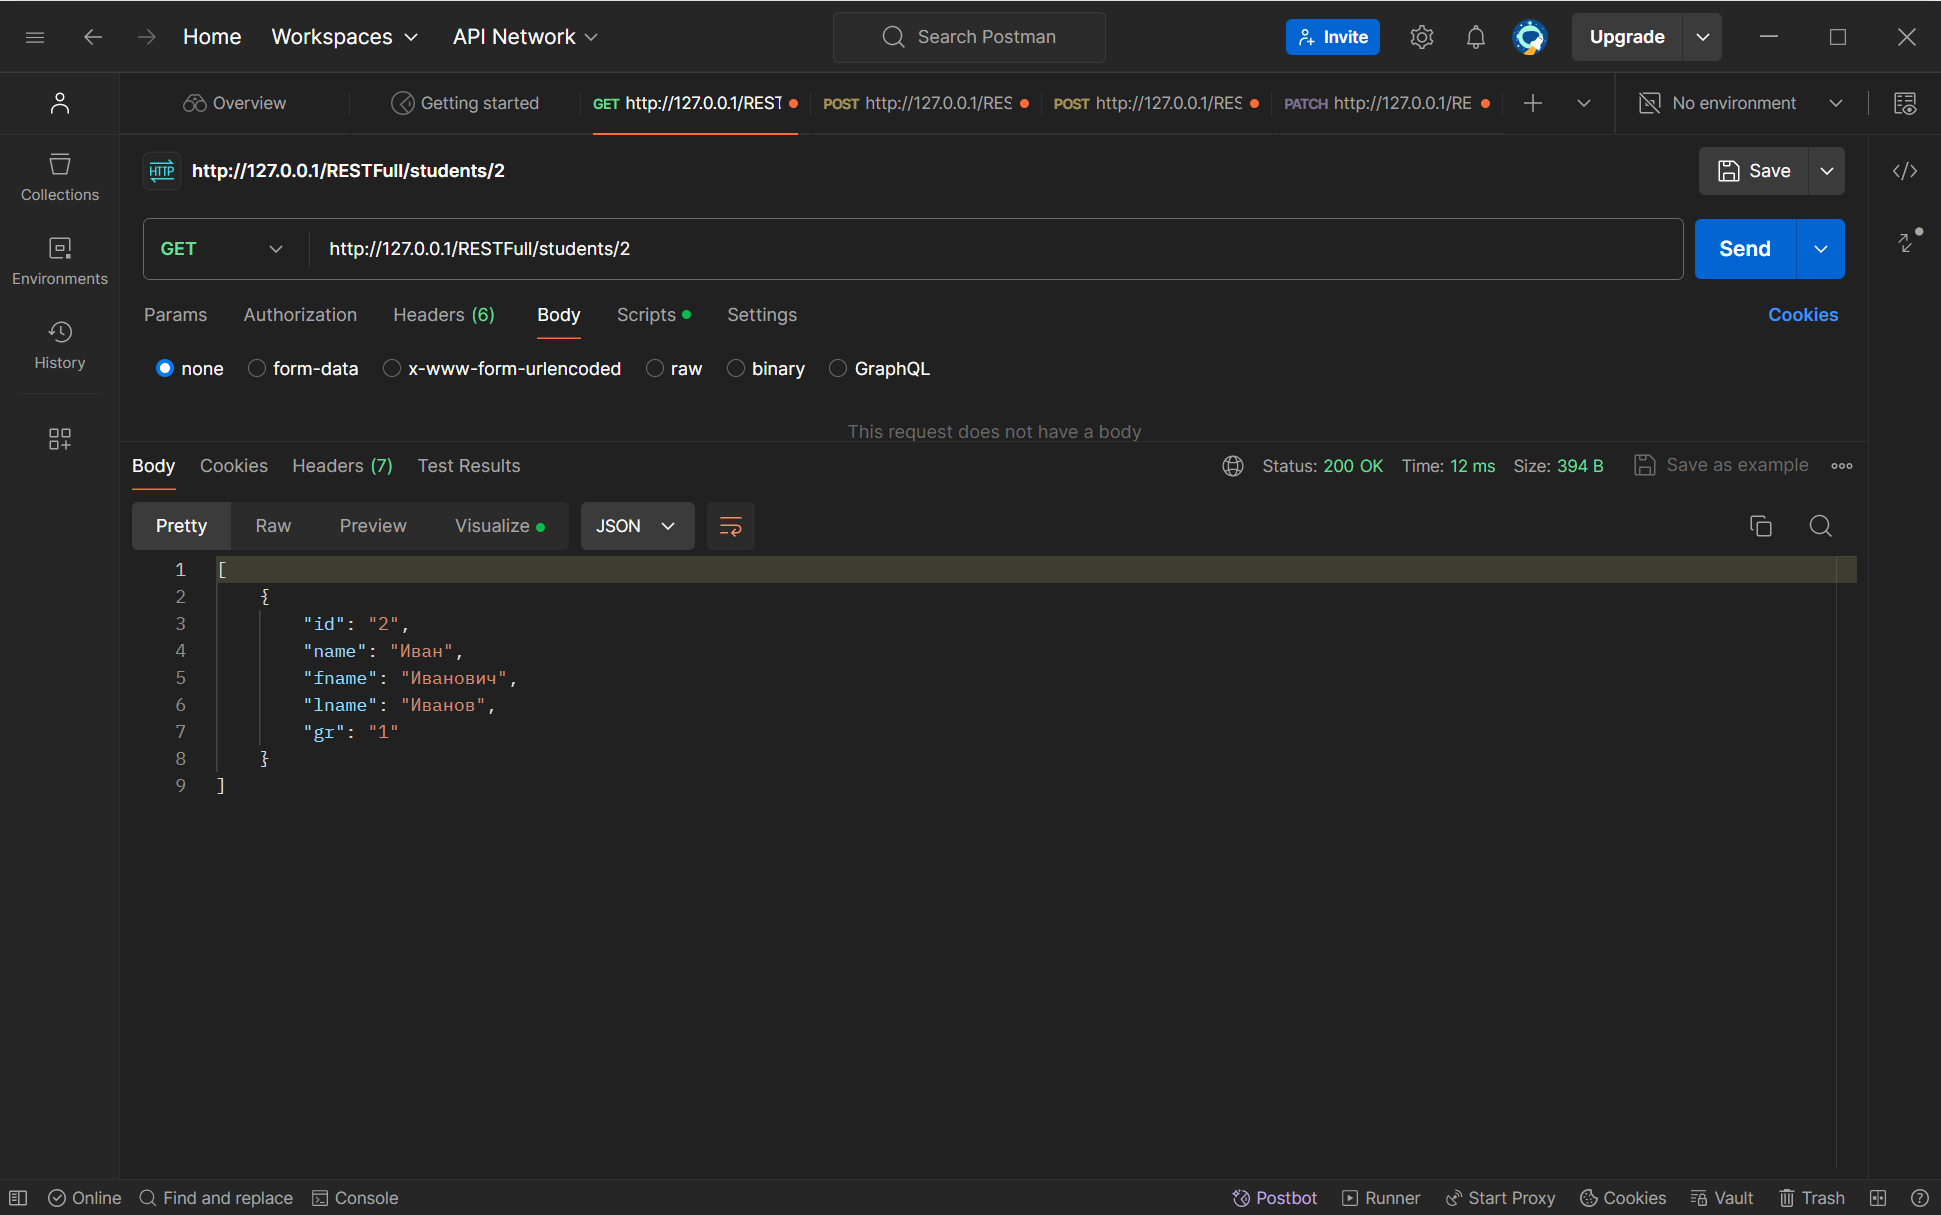 Home Workspaces API Network Search Postman Invite Upgrade
Overview Getting started GET http://127.0.0.1/REST POST http://127.0.0.1/RES POST http://127.0.0.1/RES PATCH http://127.0.0.1/RE No environment
Collections
Environments
History
HTTP http://127.0.0.1/RESTFull/students/2 Save
GET http://127.0.0.1/RESTFull/students/2 Send
Params Authorization Headers (6) Body Scripts Settings Cookies
none form-data x-www-form-urlencoded raw binary GraphQL
This request does not have a body
Body Cookies Headers (7) Test Results Status: 200 OK Time: 12 ms Size: 394 B Save as example
Pretty Raw Preview Visualize JSON
1 [
2 {
3 "id": "2",
4 "name": "Иван",
5 "fname": "Иванович",
6 "lname": "Иванов",
7 "gr": "1"
8 }
9 ]
Online Find and replace Console Postbot Runner Start Proxy Cookies Vault Trash